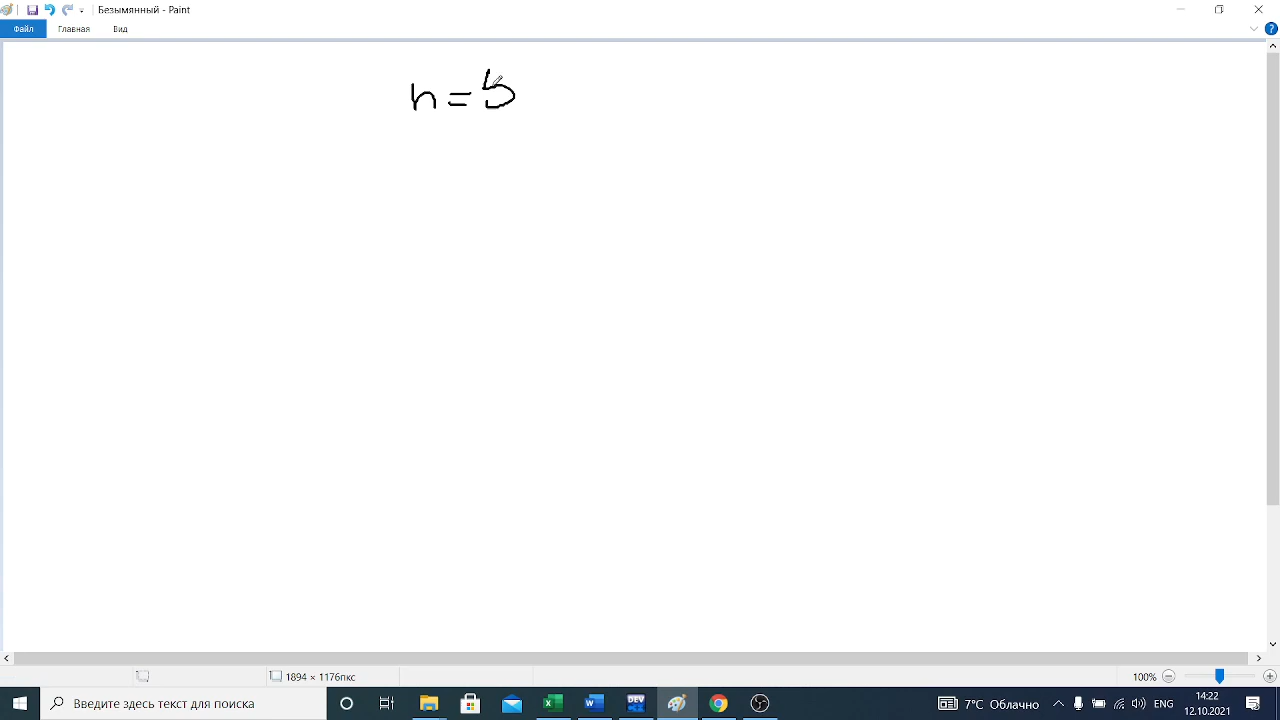 Безымянный - Paint
Файл Главная Вид
n = 5
1894 × 1176пкс 100%
Введите здесь текст для поиска
DEV
7°C Облачно ENG 14:22
12.10.2021